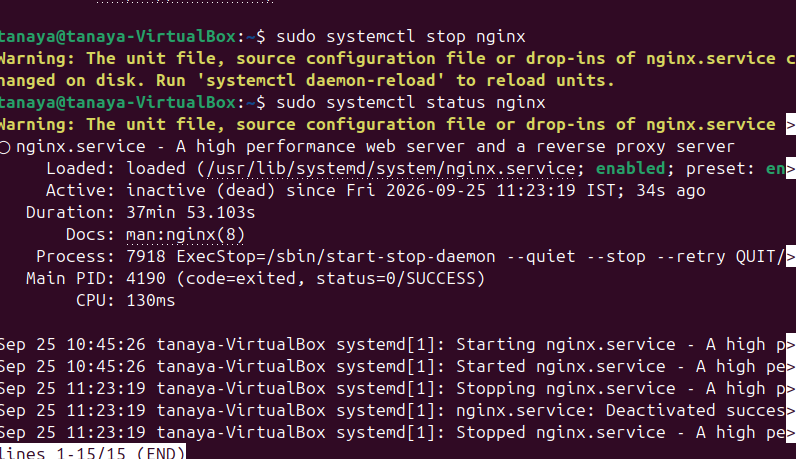 tanaya@tanaya-VirtualBox:~$ sudo systemctl stop nginx
Warning: The unit file, source configuration file or drop-ins of nginx.service c
hanged on disk. Run 'systemctl daemon-reload' to reload units.
tanaya@tanaya-VirtualBox:~$ sudo systemctl status nginx
Warning: The unit file, source configuration file or drop-ins of nginx.service >
○ nginx.service - A high performance web server and a reverse proxy server
     Loaded: loaded (/usr/lib/systemd/system/nginx.service; enabled; preset: en>
     Active: inactive (dead) since Fri 2026-09-25 11:23:19 IST; 34s ago
   Duration: 37min 53.103s
       Docs: man:nginx(8)
    Process: 7918 ExecStop=/sbin/start-stop-daemon --quiet --stop --retry QUIT/>
   Main PID: 4190 (code=exited, status=0/SUCCESS)
        CPU: 130ms

Sep 25 10:45:26 tanaya-VirtualBox systemd[1]: Starting nginx.service - A high p>
Sep 25 10:45:26 tanaya-VirtualBox systemd[1]: Started nginx.service - A high pe>
Sep 25 11:23:19 tanaya-VirtualBox systemd[1]: Stopping nginx.service - A high p>
Sep 25 11:23:19 tanaya-VirtualBox systemd[1]: nginx.service: Deactivated succes>
Sep 25 11:23:19 tanaya-VirtualBox systemd[1]: Stopped nginx.service - A high pe>
lines 1-15/15 (END)